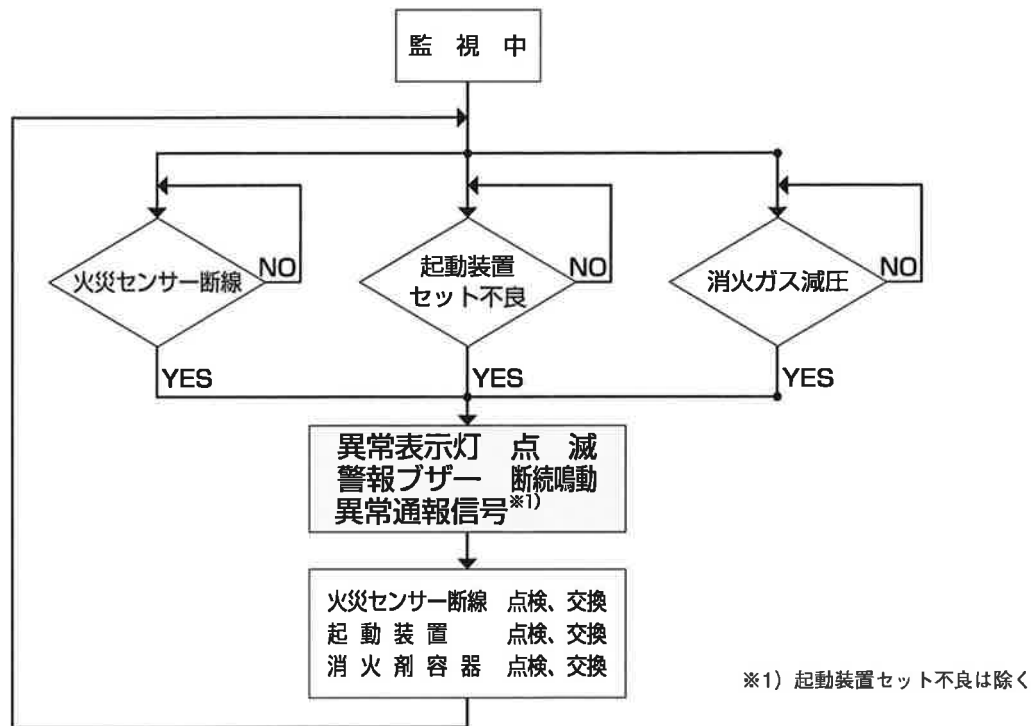 監視中
火災センサー断線
NO
起動装置
セット不良
NO
消火ガス減圧
NO
YES
YES
YES
異常表示灯 点滅
警報ブザー 断続鳴動
異常通報信号※1)
火災センサー断線 点検、交換
起動装置 点検、交換
消火剤容器 点検、交換
※1) 起動装置セット不良は除く